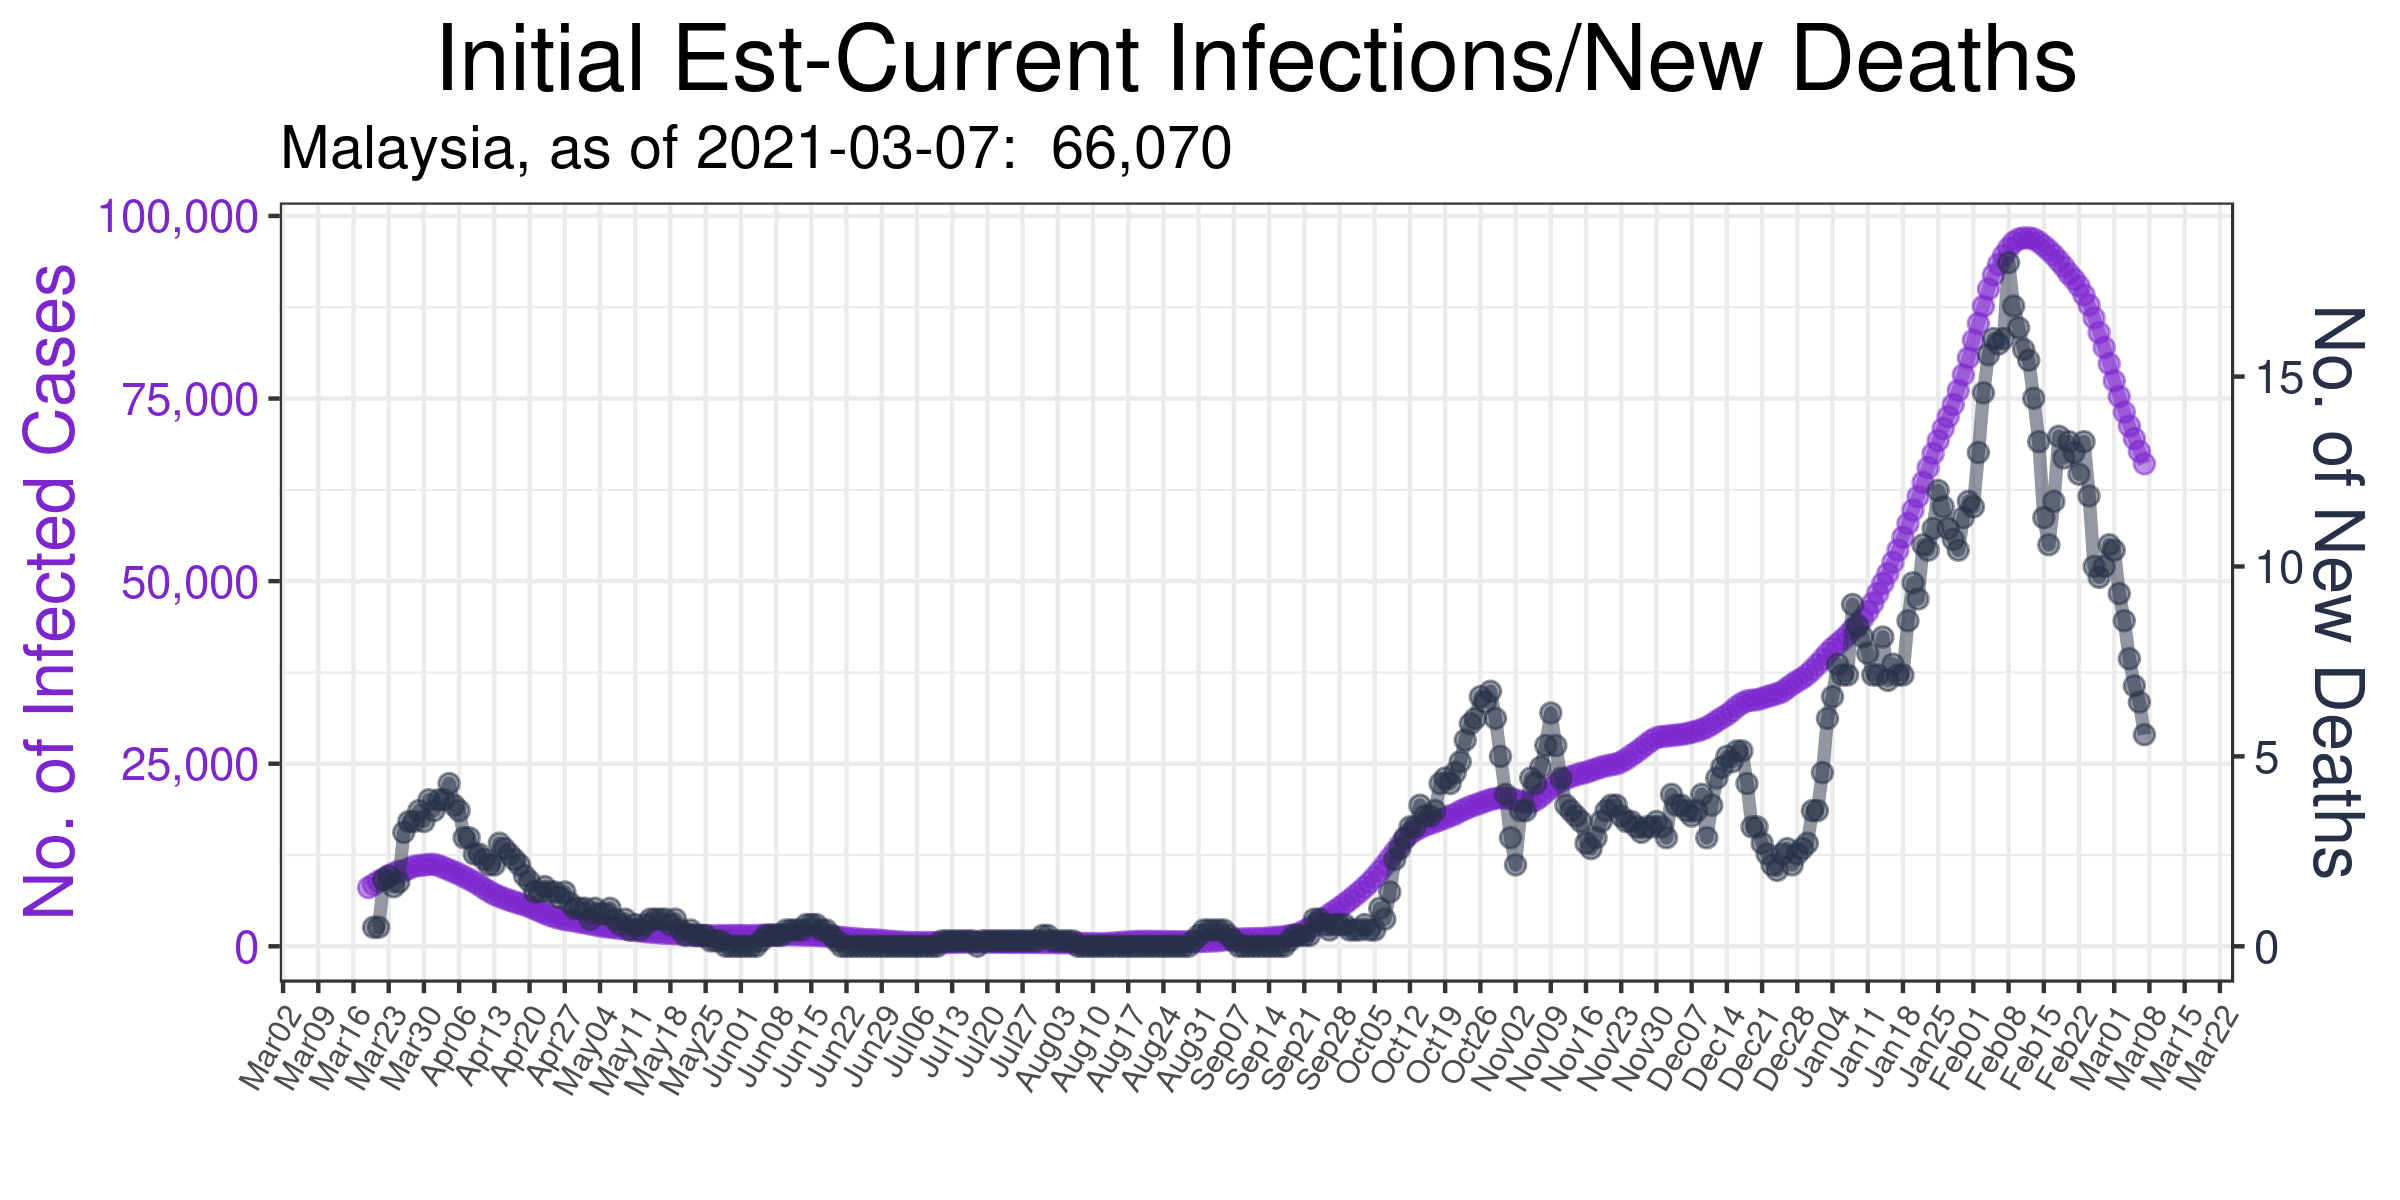 Initial Est-Current Infections/New Deaths
Malaysia, as of 2021-03-07:  66,070
No. of Infected Cases
100,000
75,000
50,000
25,000
0
15
10
5
0
No. of New Deaths
Mar02
Mar09
Mar16
Mar23
Mar30
Apr06
Apr13
Apr20
Apr27
May04
May11
May18
May25
Jun01
Jun08
Jun15
Jun22
Jun29
Jul06
Jul13
Jul20
Jul27
Aug03
Aug10
Aug17
Aug24
Aug31
Sep07
Sep14
Sep21
Sep28
Oct05
Oct12
Oct19
Oct26
Nov02
Nov09
Nov16
Nov23
Nov30
Dec07
Dec14
Dec21
Dec28
Jan04
Jan11
Jan18
Jan25
Feb01
Feb08
Feb15
Feb22
Mar01
Mar08
Mar15
Mar22